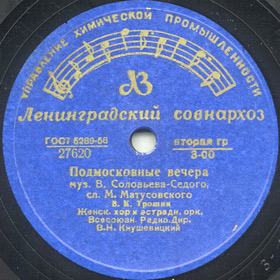 УПРАВЛЕНИЕ ХИМИЧЕСКОЙ ПРОМЫШЛЕННОСТИ
ЛЗ
Ленинградский совнархоз
ГОСТ 5289-56
27620
вторая гр
3-00
Подмосковные вечера
муз. В. Соловьева-Седого,
сл. М. Матусовского
В. К. Трошин
Женск. хор и эстрадн. орк.
Всесоюзн. Радио. Дир.
В. Н. Кнушевицкий